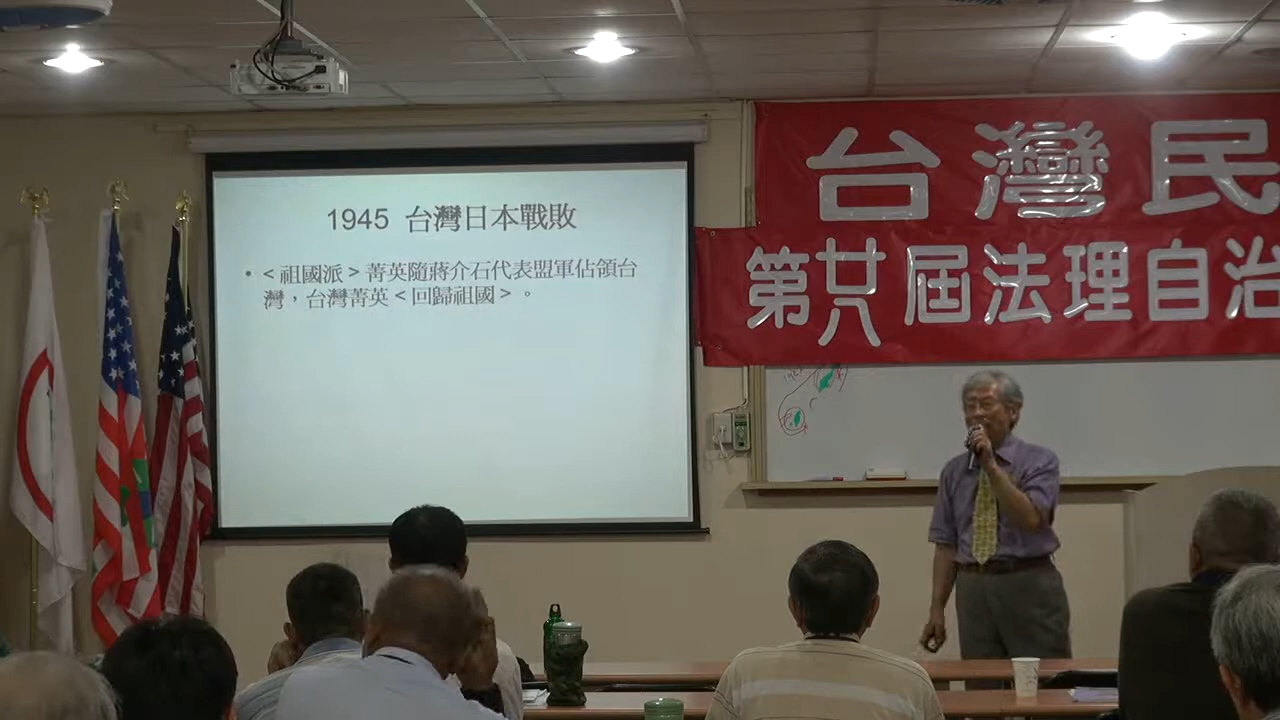 1945 台灣日本戰敗
• < 祖國派 > 菁英隨蔣介石代表盟軍佔領台
灣，台灣菁英 < 回歸祖國 > 。
台灣民
第廿八屆法理自治